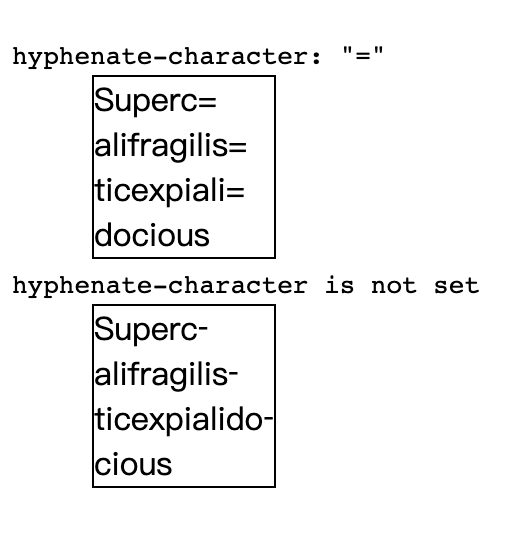 hyphenate-character: "="
Superc=
alifragilis=
ticexpiali=
docious
hyphenate-character is not set
Superc-
alifragilis-
ticexpialido-
cious